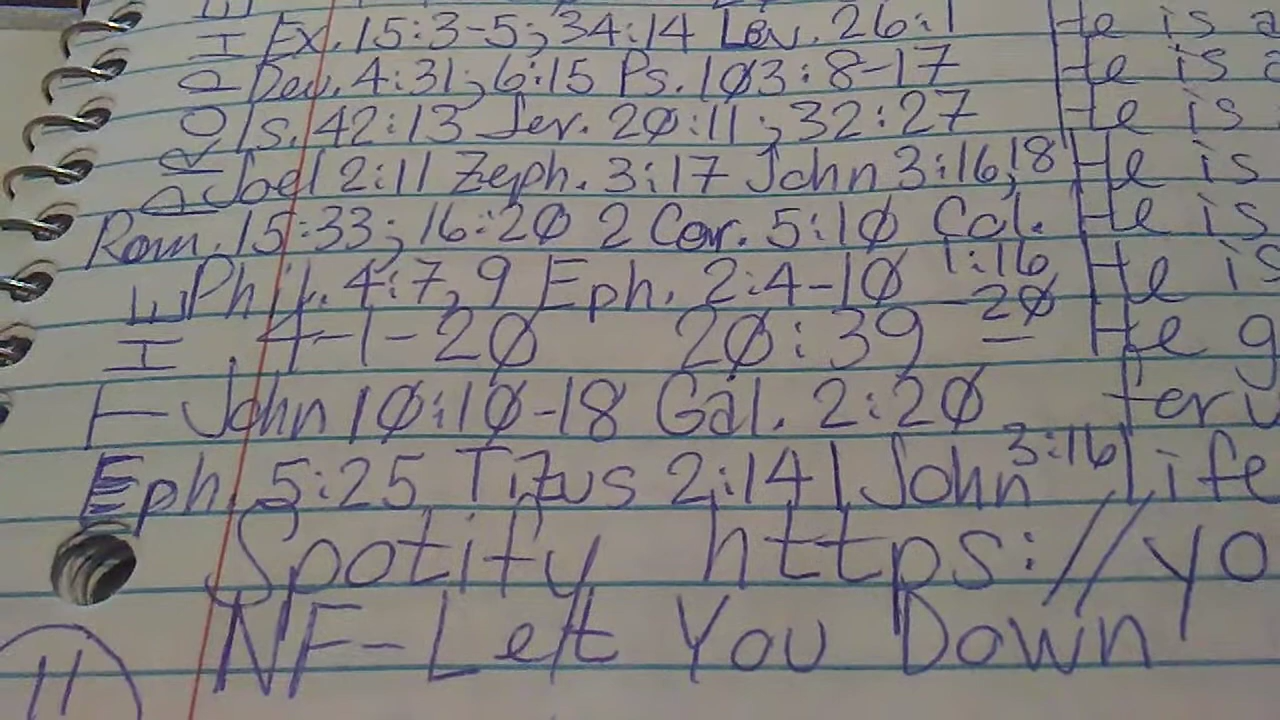 Ex. 15:3-5; 34:14 Lev. 26:1 He is a
Deu. 4:31; 6:15 Ps. 103:8-17 He is
Is. 42:13 Jer. 20:11; 32:27 He is
Joel 2:11 Zeph. 3:17 John 3:16,18 He is
Rom. 15:33; 16:20 2 Cor. 5:10 Col. He is
Phil. 4:7,9 Eph. 2:4-10 1:16, He is
4-1-20 20:39 - 20 He g
John 10:10-18 Gal. 2:20
Eph. 5:25 Titus 2:14 1 John 3:16 Life
Spotify https://yo
NF-Left You Down
11